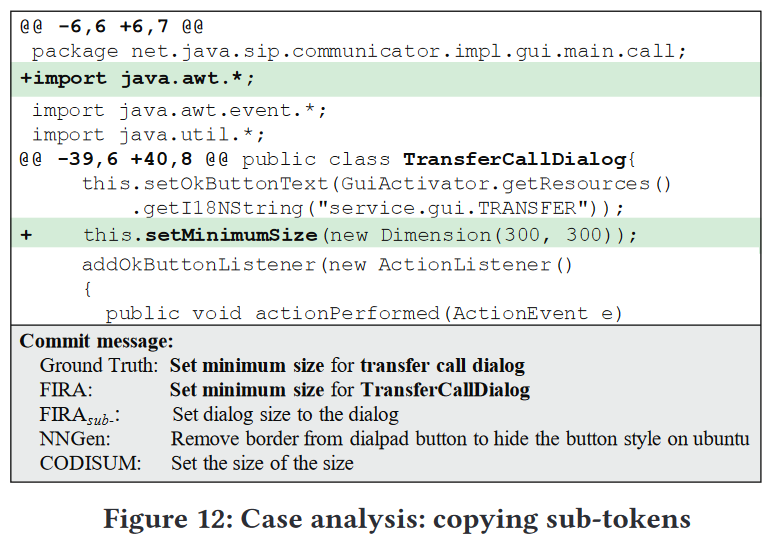 @@ -6,6 +6,7 @@
package net.java.sip.communicator.impl.gui.main.call;
+import java.awt.*;
import java.awt.event.*;
import java.util.*;
@@ -39,6 +40,8 @@ public class TransferCallDialog{
this.setOkButtonText(GuiActivator.getResources()
.getI18NString("service.gui.TRANSFER"));
+ this.setMinimumSize(new Dimension(300, 300));
addOkButtonListener(new ActionListener()
{
public void actionPerformed(ActionEvent e)
Commit message:
Ground Truth: Set minimum size for transfer call dialog
FIRA: Set minimum size for TransferCallDialog
FIRAsub-: Set dialog size to the dialog
NNGen: Remove border from dialpad button to hide the button style on ubuntu
CODISUM: Set the size of the size
Figure 12: Case analysis: copying sub-tokens